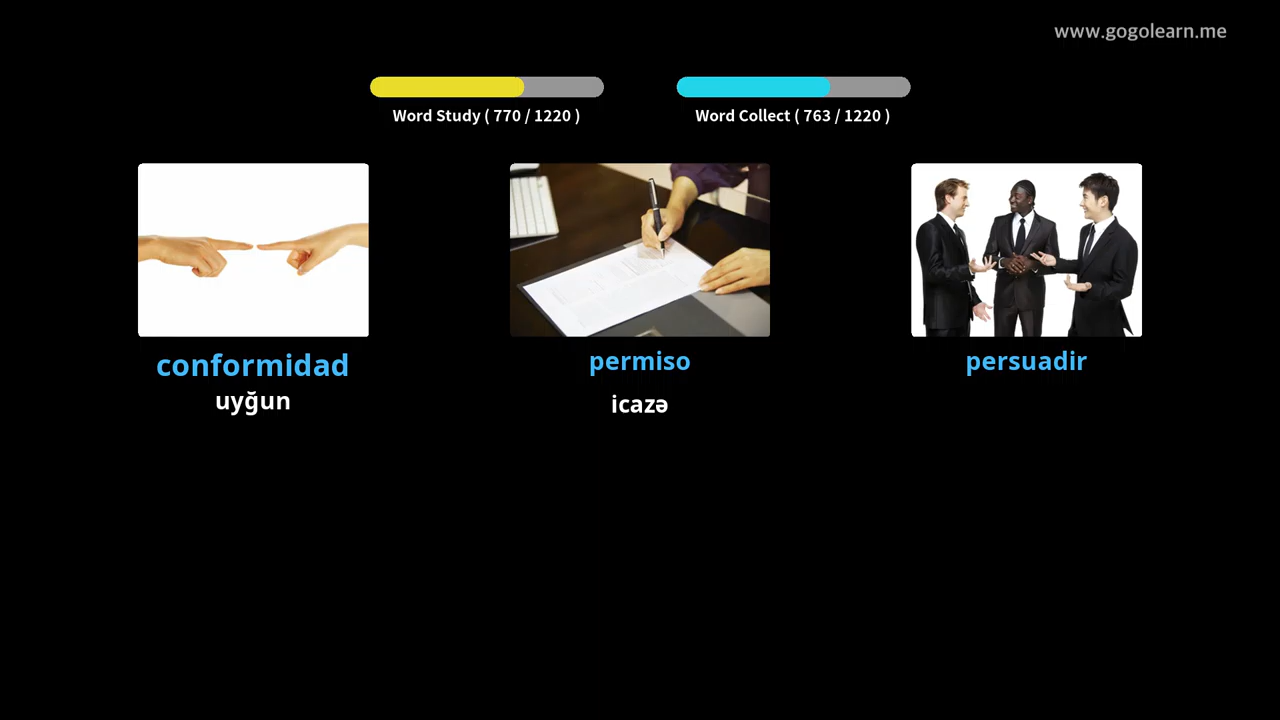 www.gogolearn.me
Word Study ( 770 / 1220 )
Word Collect ( 763 / 1220 )
conformidad
uyğun
permiso
icazə
persuadir